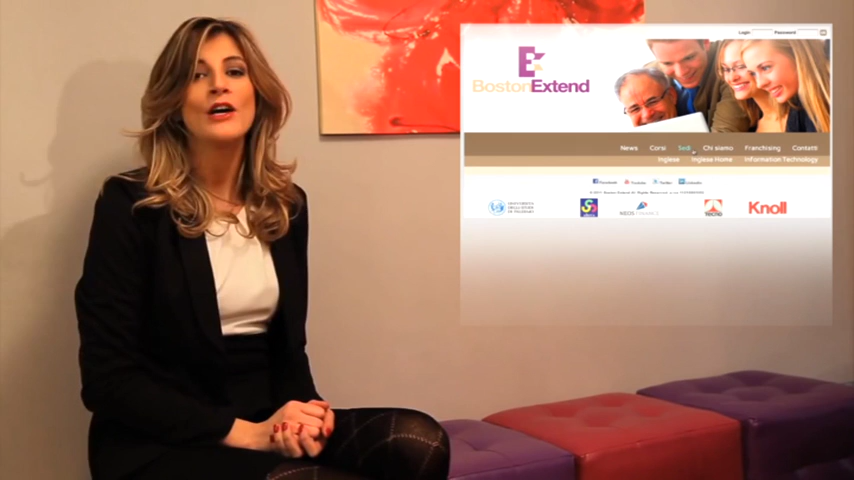 Login Password
BostonExtend
News Corsi Sedi Chi siamo Franchising Contatti
Inglese Inglese Home Information Technology
Facebook Youtube Twitter Linkedin
TECNO
Knoll